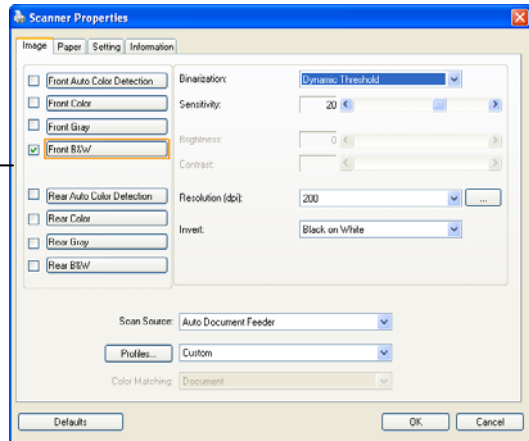 Scanner Properties
Image Paper Setting Information
Front Auto Color Detection
Front Color
Front Gray
Front B&W
Rear Auto Color Detection
Rear Color
Rear Gray
Rear B&W
Binarization: Dynamic Threshold
Sensitivity: 20
Brightness: 0
Contrast:
Resolution (dpi): 200 ...
Invert: Black on White
Scan Source: Auto Document Feeder
Profiles... Custom
Color Matching: Document
Defaults OK Cancel